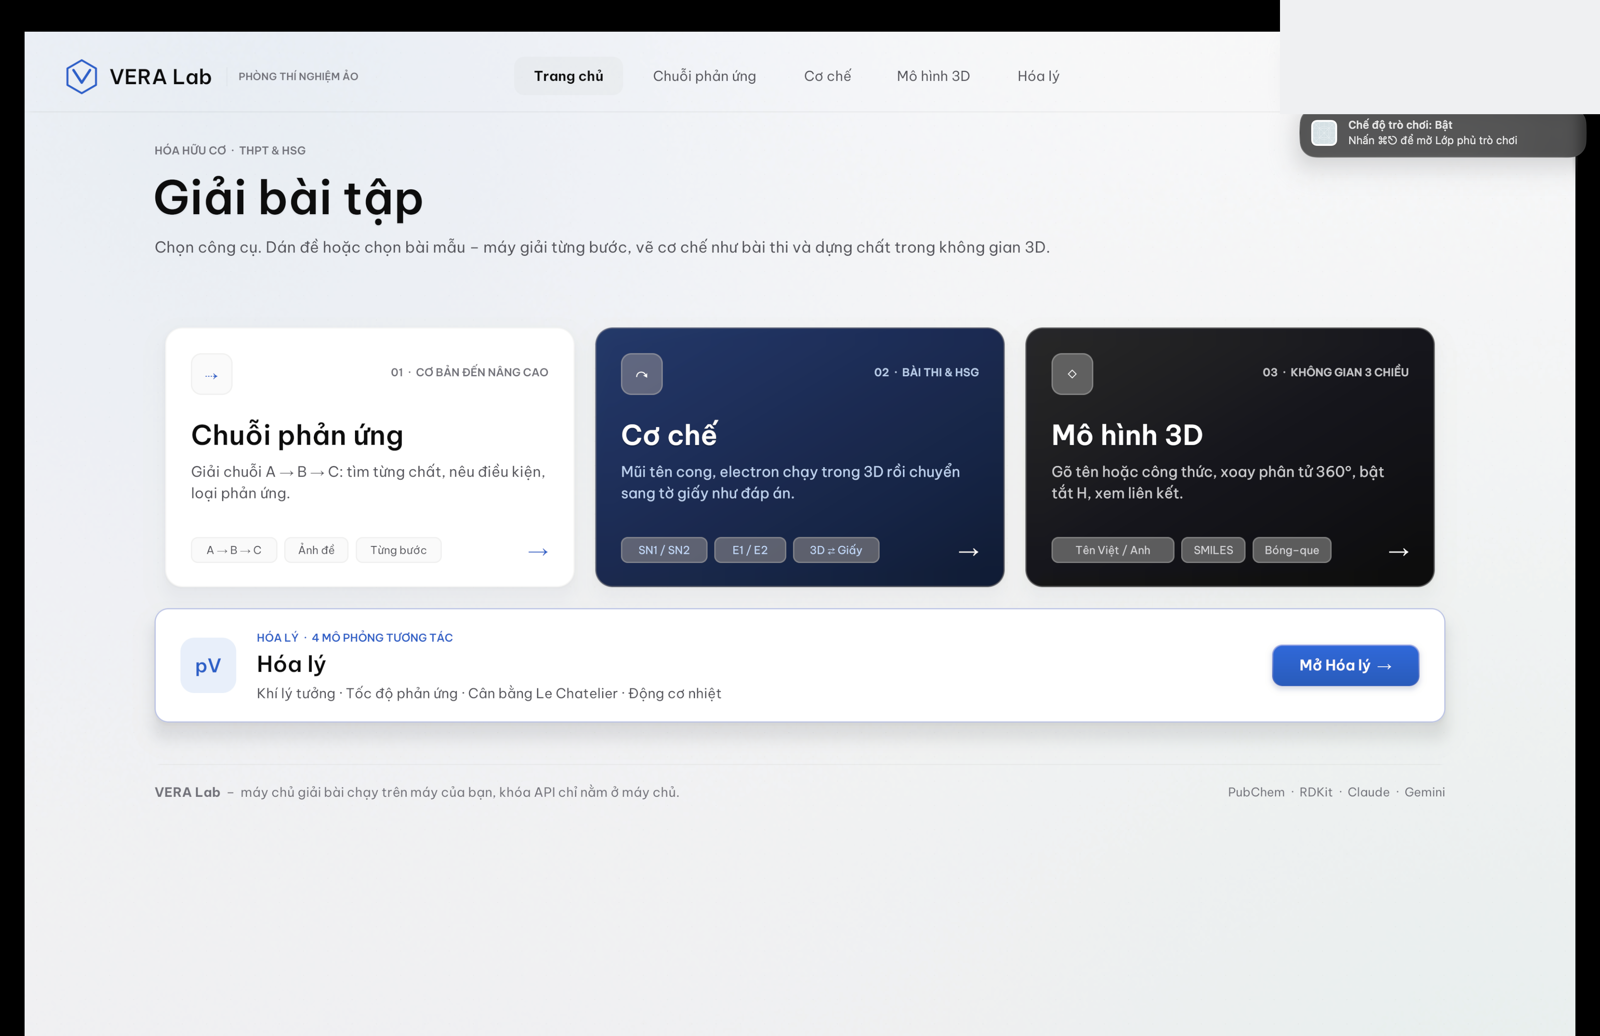 VERA Lab
PHÒNG THÍ NGHIỆM ẢO
Trang chủ
Chuỗi phản ứng
Cơ chế
Mô hình 3D
Hóa lý
Chế độ trò chơi: Bật
Nhấn ⌘⎋ để mở Lớp phủ trò chơi
HÓA HỮU CƠ · THPT & HSG
Giải bài tập
Chọn công cụ. Dán đề hoặc chọn bài mẫu – máy giải từng bước, vẽ cơ chế như bài thi và dựng chất trong không gian 3D.
01 · CƠ BẢN ĐẾN NÂNG CAO
Chuỗi phản ứng
Giải chuỗi A → B → C: tìm từng chất, nêu điều kiện,
loại phản ứng.
A → B → C
Ảnh đề
Từng bước
02 · BÀI THI & HSG
Cơ chế
Mũi tên cong, electron chạy trong 3D rồi chuyển
sang tờ giấy như đáp án.
SN1 / SN2
E1 / E2
3D ⇄ Giấy
03 · KHÔNG GIAN 3 CHIỀU
Mô hình 3D
Gõ tên hoặc công thức, xoay phân tử 360°, bật
tắt H, xem liên kết.
Tên Việt / Anh
SMILES
Bóng-que
pV
HÓA LÝ · 4 MÔ PHỎNG TƯƠNG TÁC
Hóa lý
Khí lý tưởng · Tốc độ phản ứng · Cân bằng Le Chatelier · Động cơ nhiệt
Mở Hóa lý →
VERA Lab – máy chủ giải bài chạy trên máy của bạn, khóa API chỉ nằm ở máy chủ.
PubChem · RDKit · Claude · Gemini